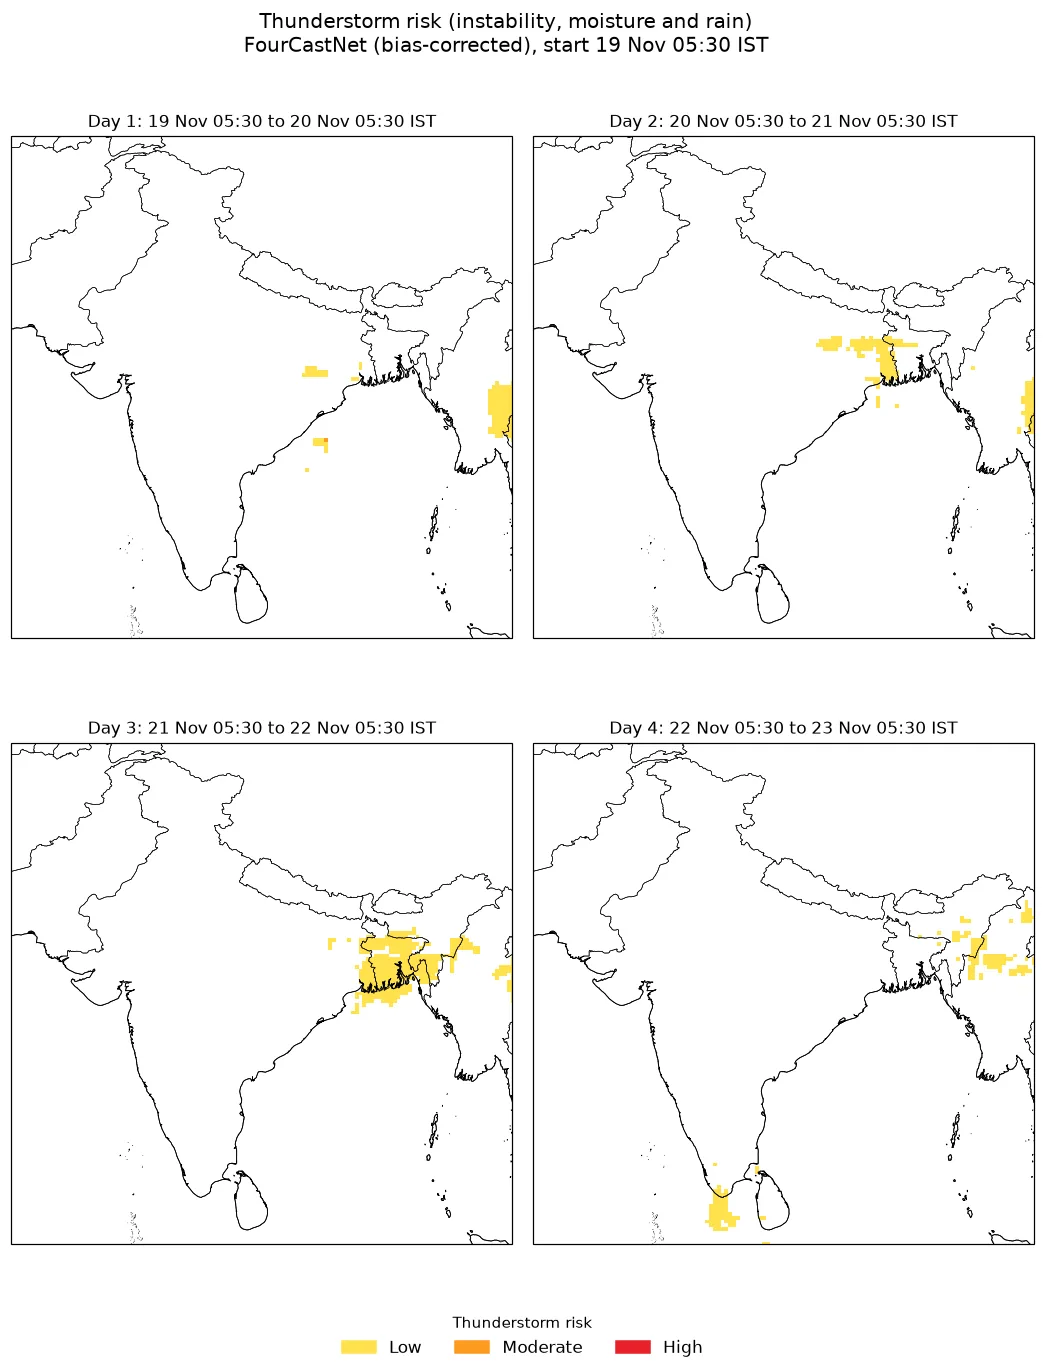 Thunderstorm risk (instability, moisture and rain)
FourCastNet (bias-corrected), start 19 Nov 05:30 IST
Day 1: 19 Nov 05:30 to 20 Nov 05:30 IST
Day 2: 20 Nov 05:30 to 21 Nov 05:30 IST
Day 3: 21 Nov 05:30 to 22 Nov 05:30 IST
Day 4: 22 Nov 05:30 to 23 Nov 05:30 IST
Thunderstorm risk
Low Moderate High